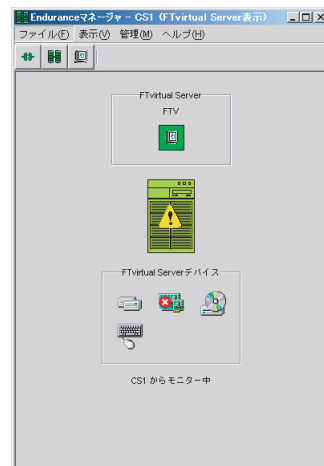 Enduranceマネージャ - CS1 (FTvirtual Server表示)
ファイル(F) 表示(V) 管理(M) ヘルプ(H)
FTvirtual Server
FTV
FTvirtual Serverデバイス
CS1 からモニター中